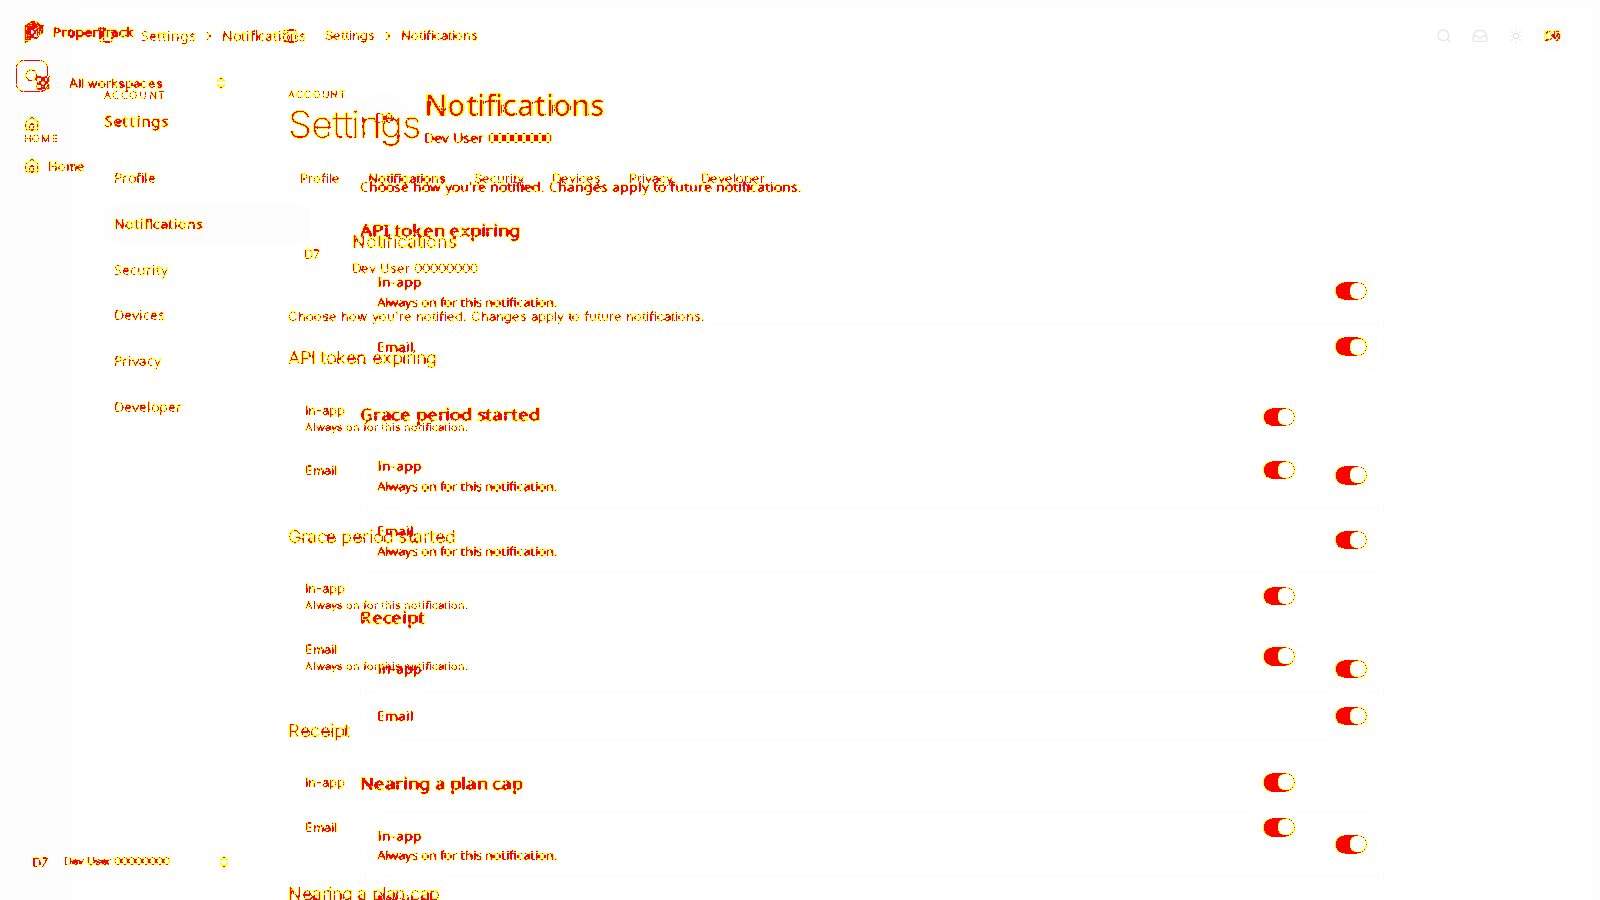 ProperTrack
Settings > Notifications
Settings > Notifications
All workspaces
ACCOUNT
Settings
HOME
Home
Profile
Notifications
Security
Devices
Privacy
Developer
D7
Dev User 00000000
ACCOUNT
Settings
Notifications
Dev User 00000000
Profile
Notifications
Security
Devices
Privacy
Developer
Choose how you're notified. Changes apply to future notifications.
API token expiring
Notifications
D7
Dev User 00000000
In-app
Always on for this notification.
Choose how you're notified. Changes apply to future notifications.
Email
API token expiring
In-app
Always on for this notification.
Grace period started
Email
In-app
Always on for this notification.
Email
Grace period started
Always on for this notification.
In-app
Always on for this notification.
Receipt
Email
Always on for this notification.
In-app
Email
Receipt
In-app
Nearing a plan cap
Email
In-app
Always on for this notification.
Nearing a plan cap